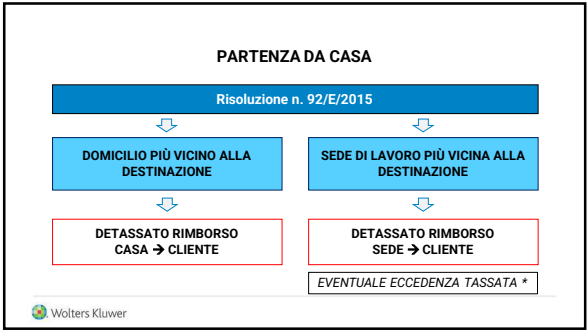 PARTENZA DA CASA
Risoluzione n. 92/E/2015
DOMICILIO PIÙ VICINO ALLA
DESTINAZIONE
SEDE DI LAVORO PIÙ VICINA ALLA
DESTINAZIONE
DETASSATO RIMBORSO
CASA → CLIENTE
DETASSATO RIMBORSO
SEDE → CLIENTE
EVENTUALE ECCEDENZA TASSATA *
Wolters Kluwer